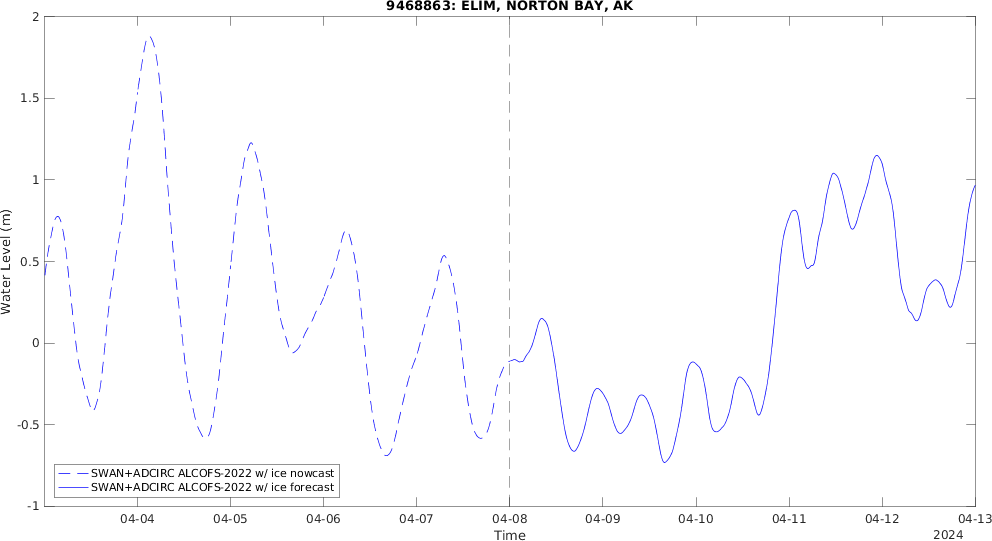 9468863: ELIM, NORTON BAY, AK
2
1.5
1
0.5
0
-0.5
-1
Water Level (m)
SWAN+ADCIRC ALCOFS-2022 w/ ice nowcast
SWAN+ADCIRC ALCOFS-2022 w/ ice forecast
04-04 04-05 04-06 04-07 04-08 04-09 04-10 04-11 04-12 04-13
Time
2024